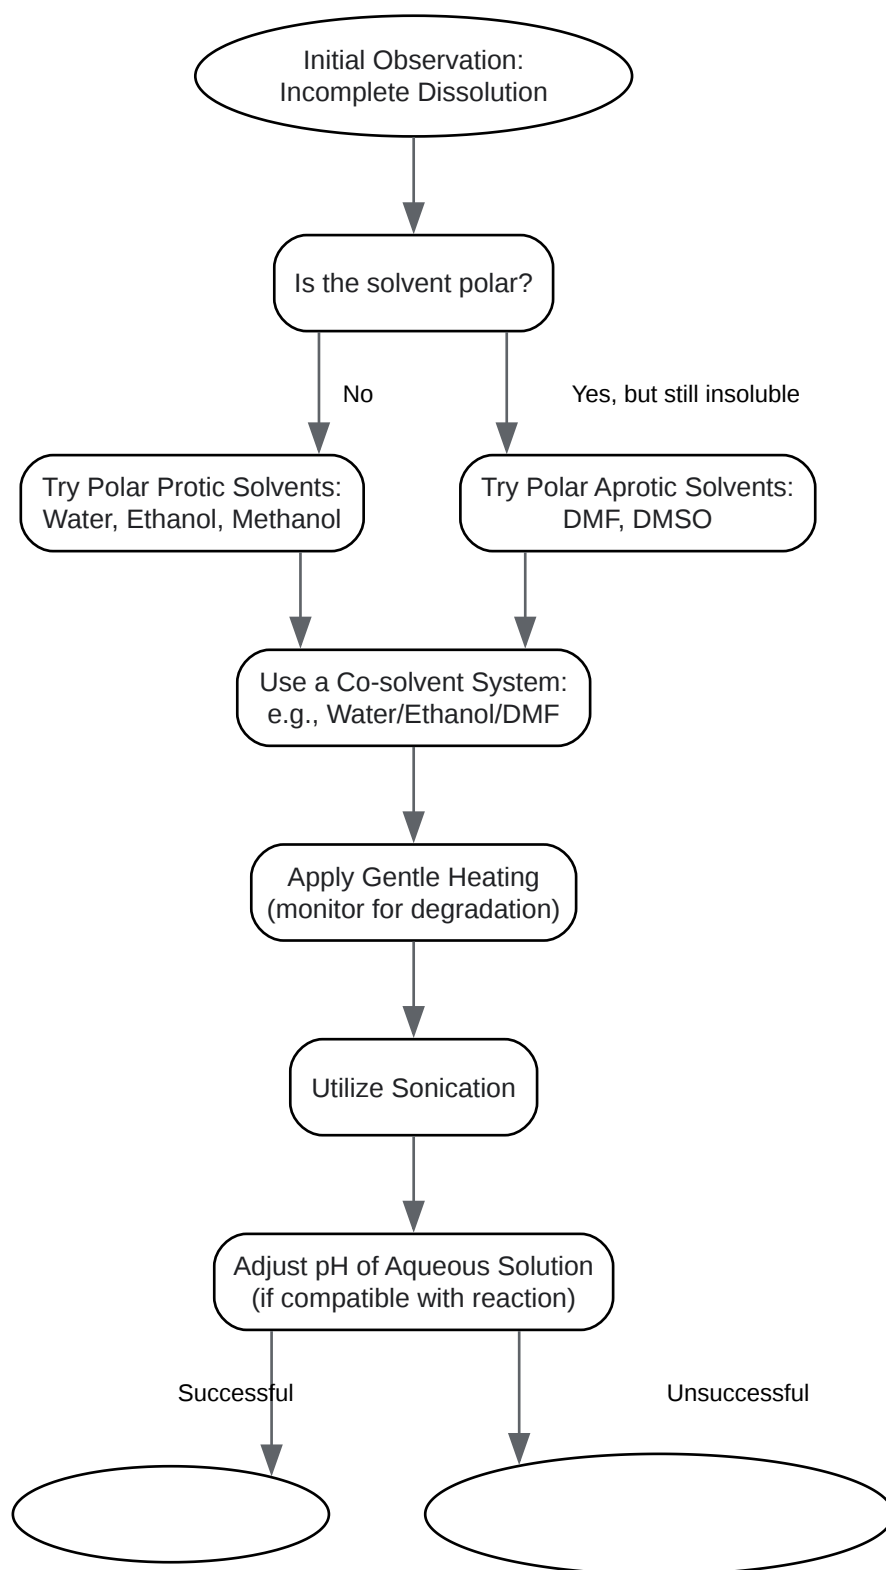 Initial Observation:
Incomplete Dissolution
Is the solvent polar?
No
Yes, but still insoluble
Try Polar Protic Solvents:
Water, Ethanol, Methanol
Try Polar Aprotic Solvents:
DMF, DMSO
Use a Co-solvent System:
e.g., Water/Ethanol/DMF
Apply Gentle Heating
(monitor for degradation)
Utilize Sonication
Adjust pH of Aqueous Solution
(if compatible with reaction)
Successful
Unsuccessful